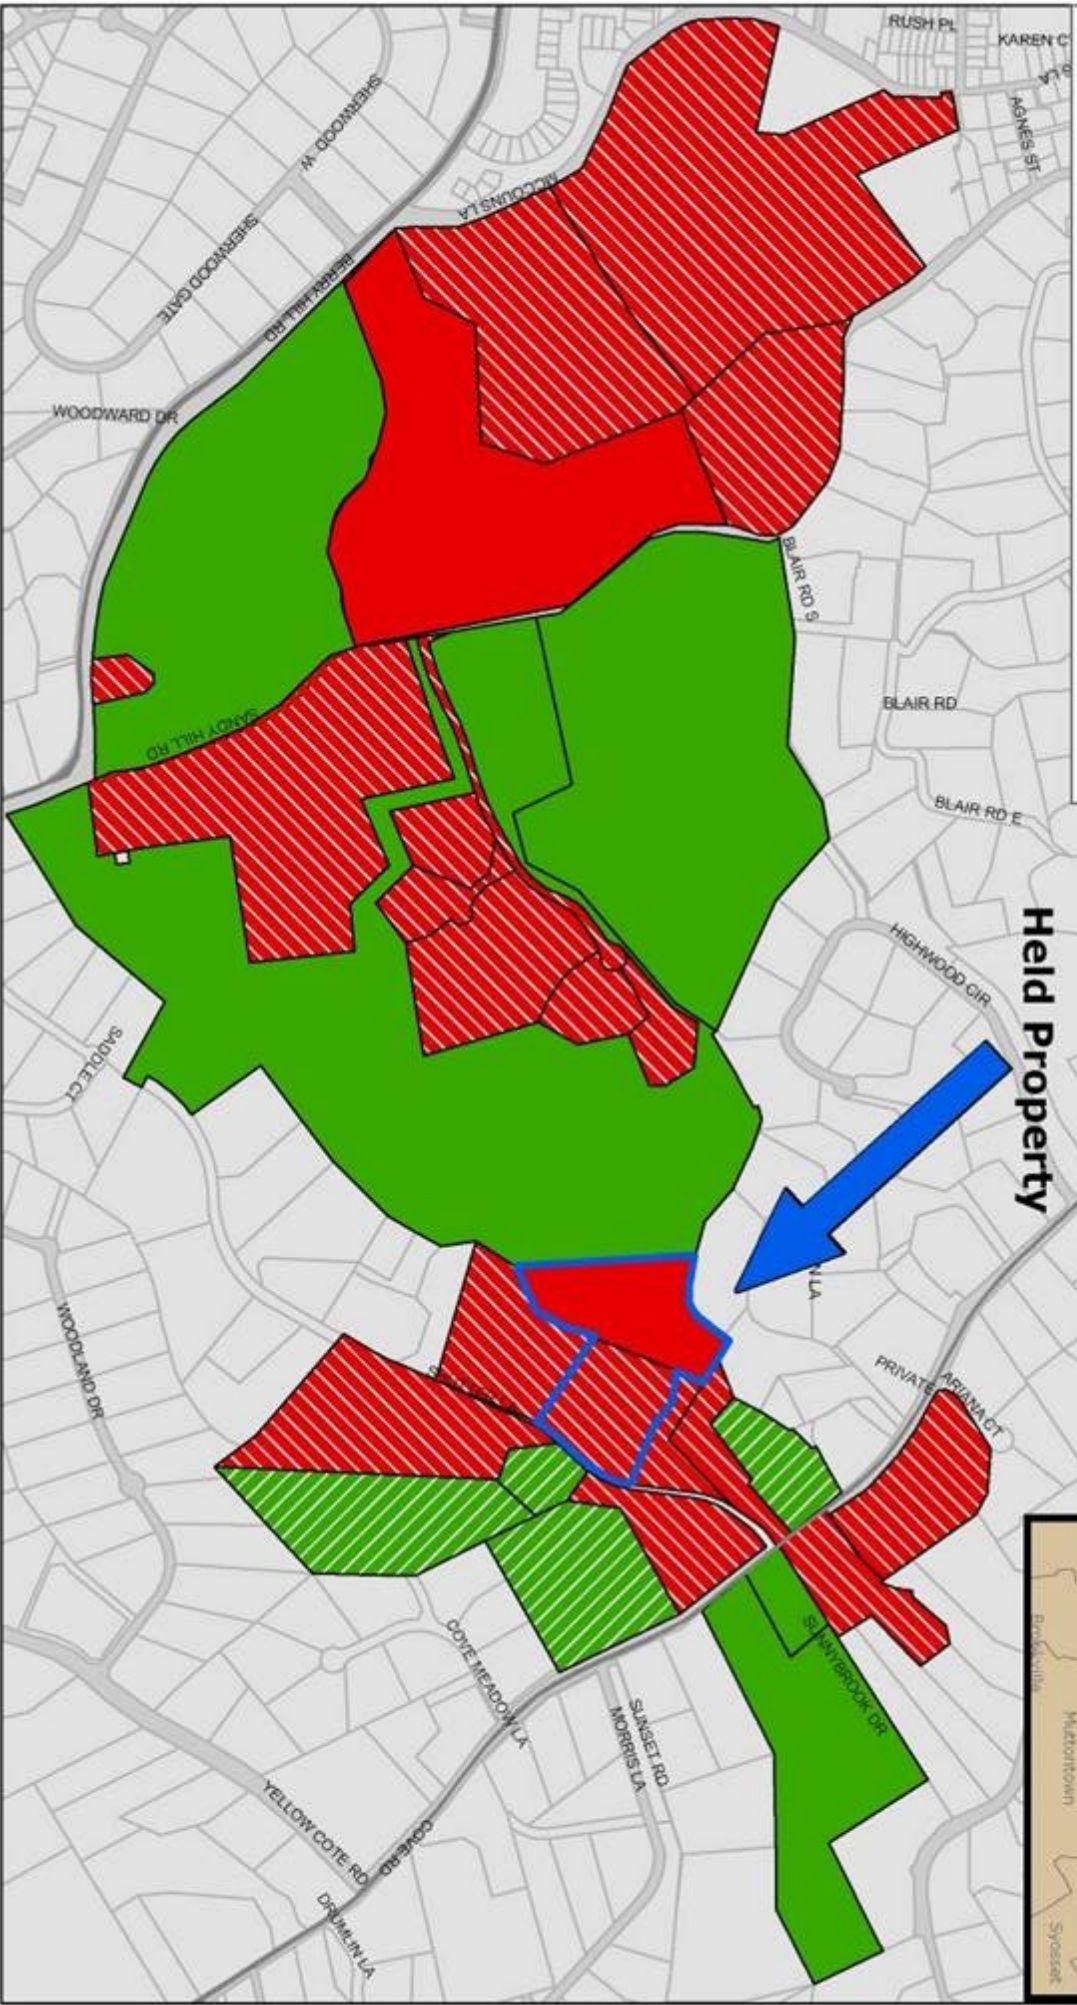 RUSH PL
KAREN C
AGNES ST
SHERWOOD W
MCCOUNS LA
SHERWOOD GATE
BERRY HILL RD
WOODWARD DR
BLAIR RD S
BLAIR RD
SANDY HILL RD
BLAIR RD E
HIGHWOOD CIR
Held Property
SADDLE CT
N LA
WOODLAND DR
PRIVATE
ARIANA CT
SUNNYBROOK DR
COVE MEADOW LA
SUNSET RD
MORRIS LA
YELLOW COTE RD
COVE RD
DRUMLIN LA
Brookville
Muttontown
Syosset